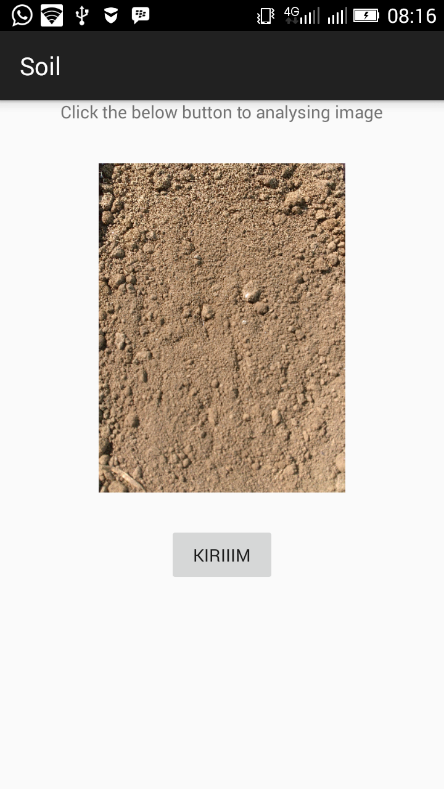 4G 08:16
Soil
Click the below button to analysing image
KIRIIIM